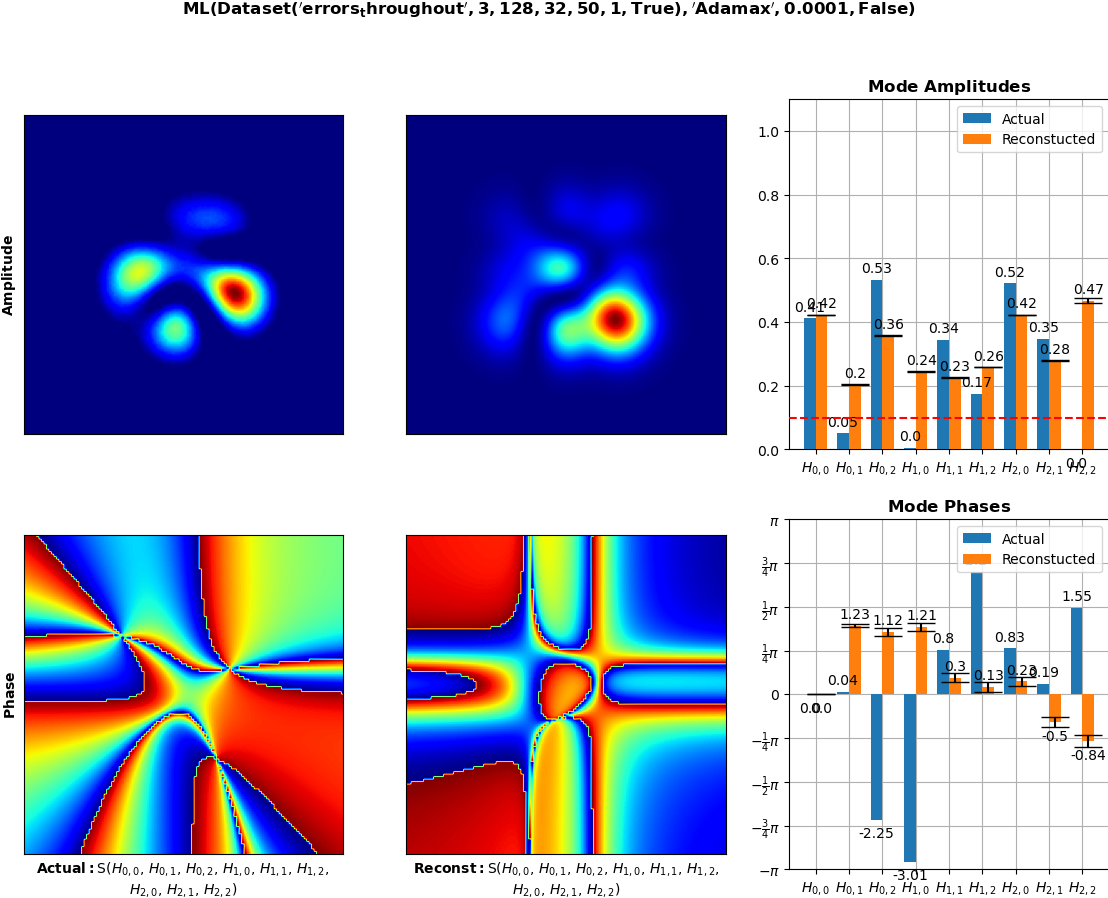 ML(Dataset('errors_throughout', 3, 128, 32, 50, 1, True), 'Adamax', 0.0001, False)
Amplitude
Mode Amplitudes
Actual
Reconstucted
1.0
0.8
0.6
0.4
0.2
0.0
0.41
0.42
0.05
0.2
0.53
0.36
0.0
0.24
0.34
0.23
0.17
0.26
0.52
0.42
0.35
0.28
0.0
0.47
H0,0 H0,1 H0,2 H1,0 H1,1 H1,2 H2,0 H2,1 H2,2
Phase
Mode Phases
Actual
Reconstucted
π
3/4π
1/2π
1/4π
0
−1/4π
−1/2π
−3/4π
−π
0.0
0.0
0.04
1.23
-2.25
1.12
-3.01
1.21
0.8
0.3
0.13
0.83
0.23
0.19
-0.5
1.55
-0.84
H0,0 H0,1 H0,2 H1,0 H1,1 H1,2 H2,0 H2,1 H2,2
Actual: S(H0,0, H0,1, H0,2, H1,0, H1,1, H1,2,
H2,0, H2,1, H2,2)
Reconst: S(H0,0, H0,1, H0,2, H1,0, H1,1, H1,2,
H2,0, H2,1, H2,2)